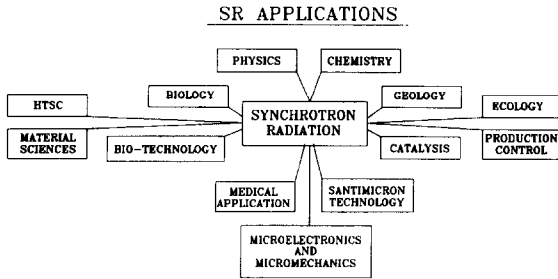 SR APPLICATIONS
PHYSICS
CHEMISTRY
BIOLOGY
GEOLOGY
HTSC
ECOLOGY
SYNCHROTRON
RADIATION
MATERIAL
SCIENCES
BIO-TECHNOLOGY
CATALYSIS
PRODUCTION
CONTROL
MEDICAL
APPLICATION
SANTIMICRON
TECHNOLOGY
MICROELECTRONICS
AND
MICROMECHANICS